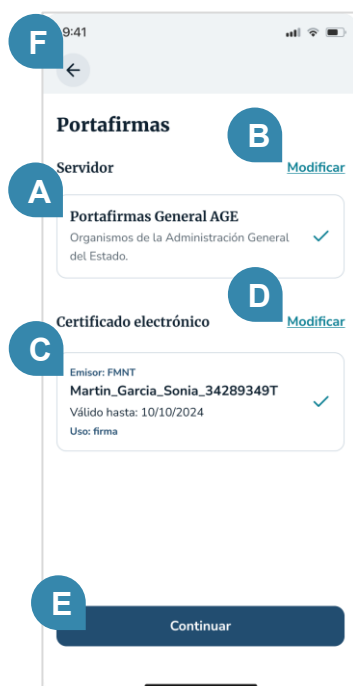 F
9:41
Portafirmas
B
Servidor
Modificar
A
Portafirmas General AGE
Organismos de la Administración General
del Estado.
D
Certificado electrónico
Modificar
C
Emisor: FMNT
Martin_Garcia_Sonia_34289349T
Válido hasta: 10/10/2024
Uso: firma
E
Continuar